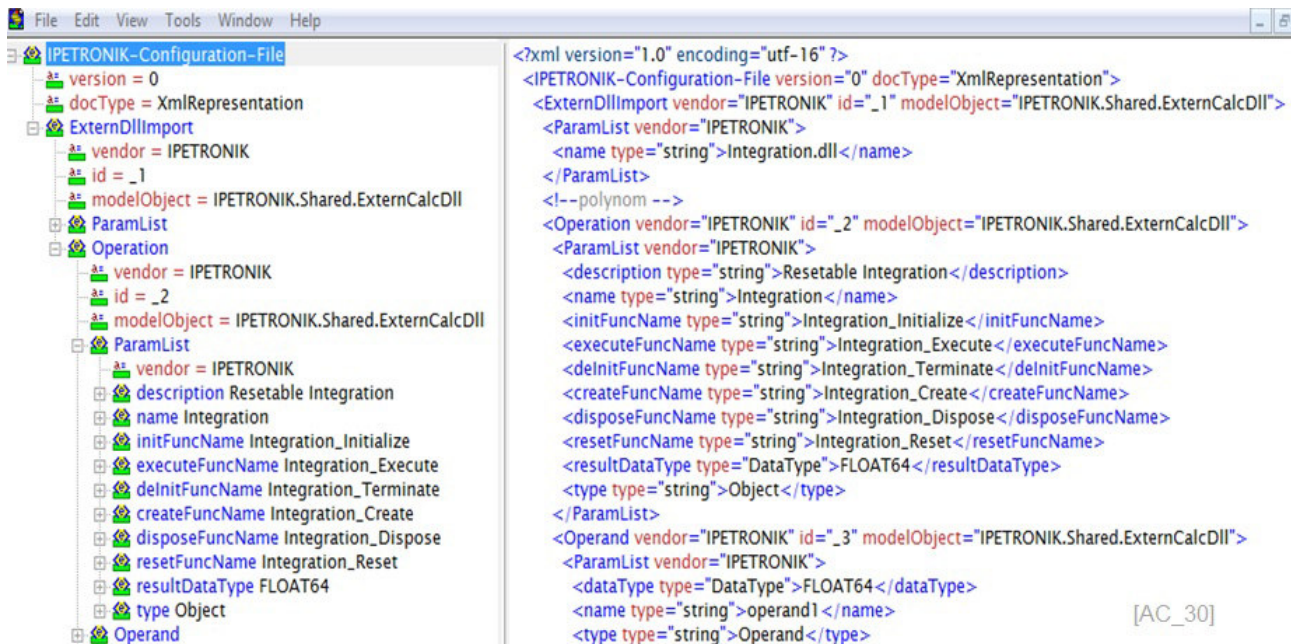 File Edit View Tools Window Help
IPETRONIK-Configuration-File
version = 0
docType = XmlRepresentation
ExternDllImport
vendor = IPETRONIK
id = _1
modelObject = IPETRONIK.Shared.ExternCalcDll
ParamList
Operation
vendor = IPETRONIK
id = _2
modelObject = IPETRONIK.Shared.ExternCalcDll
ParamList
vendor = IPETRONIK
description Resetable Integration
name Integration
initFuncName Integration_Initialize
executeFuncName Integration_Execute
deInitFuncName Integration_Terminate
createFuncName Integration_Create
disposeFuncName Integration_Dispose
resetFuncName Integration_Reset
resultDataType FLOAT64
type Object
Operand
<?xml version="1.0" encoding="utf-16" ?>
<IPETRONIK-Configuration-File version="0" docType="XmlRepresentation">
<ExternDllImport vendor="IPETRONIK" id="_1" modelObject="IPETRONIK.Shared.ExternCalcDll">
<ParamList vendor="IPETRONIK">
<name type="string">Integration.dll</name>
</ParamList>
<!--polynom -->
<Operation vendor="IPETRONIK" id="_2" modelObject="IPETRONIK.Shared.ExternCalcDll">
<ParamList vendor="IPETRONIK">
<description type="string">Resetable Integration</description>
<name type="string">Integration</name>
<initFuncName type="string">Integration_Initialize</initFuncName>
<executeFuncName type="string">Integration_Execute</executeFuncName>
<deInitFuncName type="string">Integration_Terminate</deInitFuncName>
<createFuncName type="string">Integration_Create</createFuncName>
<disposeFuncName type="string">Integration_Dispose</disposeFuncName>
<resetFuncName type="string">Integration_Reset</resetFuncName>
<resultDataType type="DataType">FLOAT64</resultDataType>
<type type="string">Object</type>
</ParamList>
<Operand vendor="IPETRONIK" id="_3" modelObject="IPETRONIK.Shared.ExternCalcDll">
<ParamList vendor="IPETRONIK">
<dataType type="DataType">FLOAT64</dataType>
<name type="string">operand1</name>
<type type="string">Operand</type>
[AC_30]